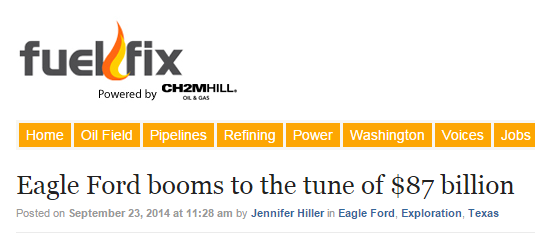 fuelfix
Powered by CH2MHILL®
OIL & GAS
Home Oil Field Pipelines Refining Power Washington Voices Jobs
Eagle Ford booms to the tune of $87 billion
Posted on September 23, 2014 at 11:28 am by Jennifer Hiller in Eagle Ford, Exploration, Texas